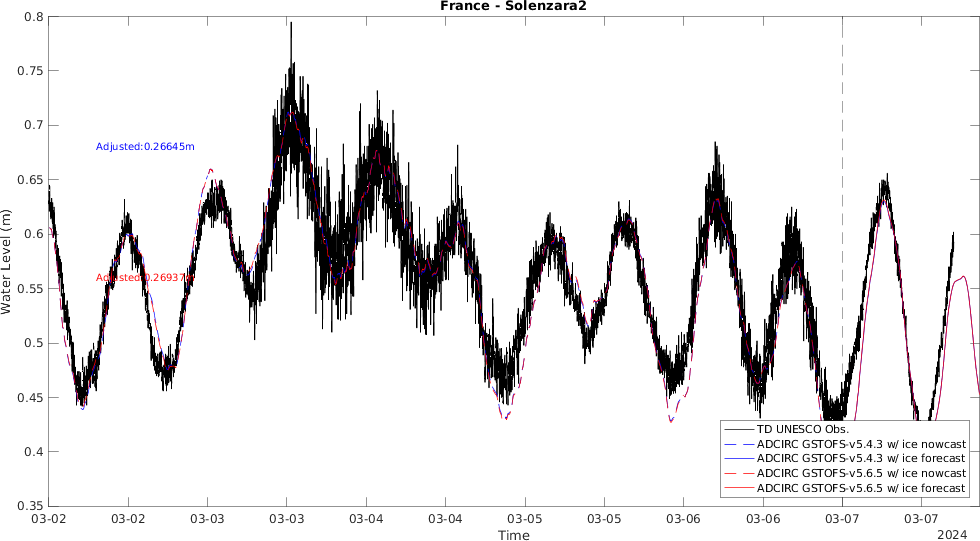 France - Solenzara2
0.8
0.75
0.7
0.65
0.6
0.55
0.5
0.45
0.4
0.35
Water Level (m)
Adjusted:0.26645m
Adjusted:0.26937m
TD UNESCO Obs.
ADCIRC GSTOFS-v5.4.3 w/ ice nowcast
ADCIRC GSTOFS-v5.4.3 w/ ice forecast
ADCIRC GSTOFS-v5.6.5 w/ ice nowcast
ADCIRC GSTOFS-v5.6.5 w/ ice forecast
03-02 03-02 03-03 03-03 03-04 03-04 03-05 03-05 03-06 03-06 03-07 03-07
Time
2024